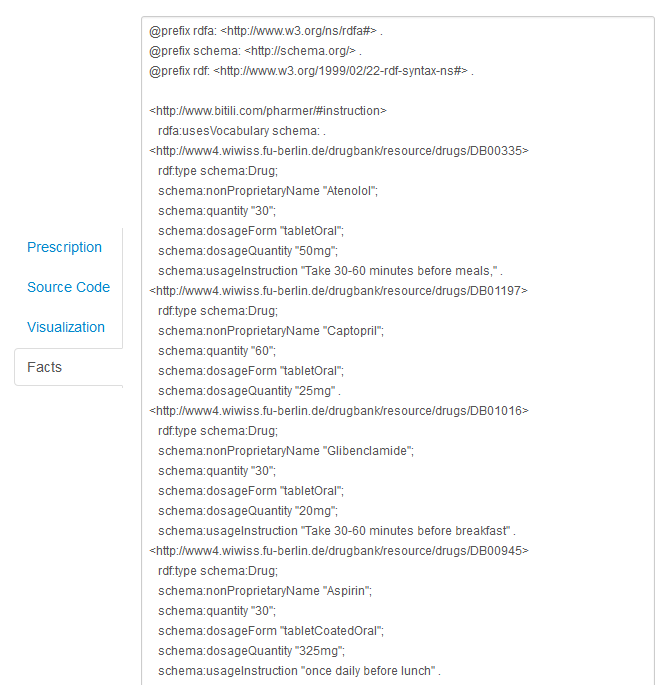 Prescription
Source Code
Visualization
Facts
@prefix rdfa: <http://www.w3.org/ns/rdfa#> .
@prefix schema: <http://schema.org/> .
@prefix rdf: <http://www.w3.org/1999/02/22-rdf-syntax-ns#> .
<http://www.bitili.com/pharmer/#instruction>
rdfa:usesVocabulary schema: .
<http://www4.wiwiss.fu-berlin.de/drugbank/resource/drugs/DB00335>
rdf:type schema:Drug;
schema:nonProprietaryName "Atenolol";
schema:quantity "30";
schema:dosageForm "tabletOral";
schema:dosageQuantity "50mg";
schema:usageInstruction "Take 30-60 minutes before meals," .
<http://www4.wiwiss.fu-berlin.de/drugbank/resource/drugs/DB01197>
rdf:type schema:Drug;
schema:nonProprietaryName "Captopril";
schema:quantity "60";
schema:dosageForm "tabletOral";
schema:dosageQuantity "25mg" .
<http://www4.wiwiss.fu-berlin.de/drugbank/resource/drugs/DB01016>
rdf:type schema:Drug;
schema:nonProprietaryName "Glibenclamide";
schema:quantity "30";
schema:dosageForm "tabletOral";
schema:dosageQuantity "20mg";
schema:usageInstruction "Take 30-60 minutes before breakfast" .
<http://www4.wiwiss.fu-berlin.de/drugbank/resource/drugs/DB00945>
rdf:type schema:Drug;
schema:nonProprietaryName "Aspirin";
schema:quantity "30";
schema:dosageForm "tabletCoatedOral";
schema:dosageQuantity "325mg";
schema:usageInstruction "once daily before lunch" .